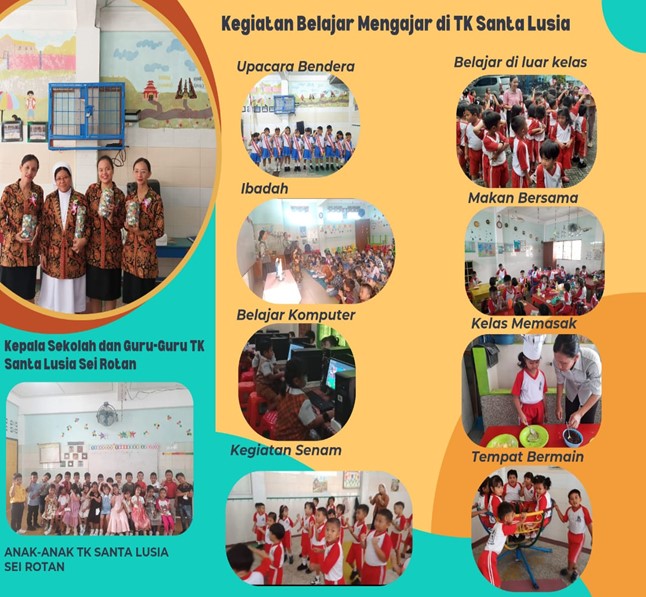 Kegiatan Belajar Mengajar di TK Santa Lusia
Upacara Bendera
Belajar di luar kelas
Ibadah
Makan Bersama
Belajar Komputer
Kelas Memasak
Kegiatan Senam
Tempat Bermain
Kepala Sekolah dan Guru-Guru TK
Santa Lusia Sei Rotan
ANAK-ANAK TK SANTA LUSIA
SEI ROTAN